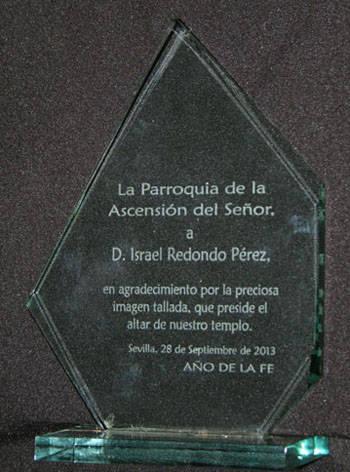 La Parroquia de la
Ascensión del Señor,
a
D. Israel Redondo Pérez,
en agradecimiento por la preciosa
imagen tallada, que preside el
altar de nuestro templo.
Sevilla, 28 de Septiembre de 2013
AÑO DE LA FE